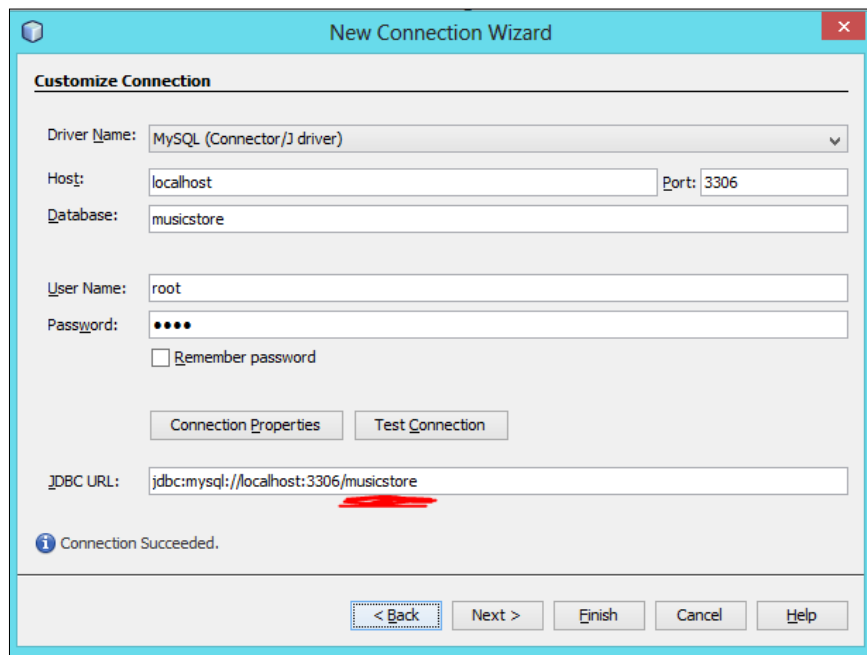 New Connection Wizard
Customize Connection
Driver Name: MySQL (Connector/J driver)
Host: localhost Port: 3306
Database: musicstore
User Name: root
Password: ●●●●
Remember password
Connection Properties Test Connection
JDBC URL: jdbc:mysql://localhost:3306/musicstore
Connection Succeeded.
< Back Next > Finish Cancel Help